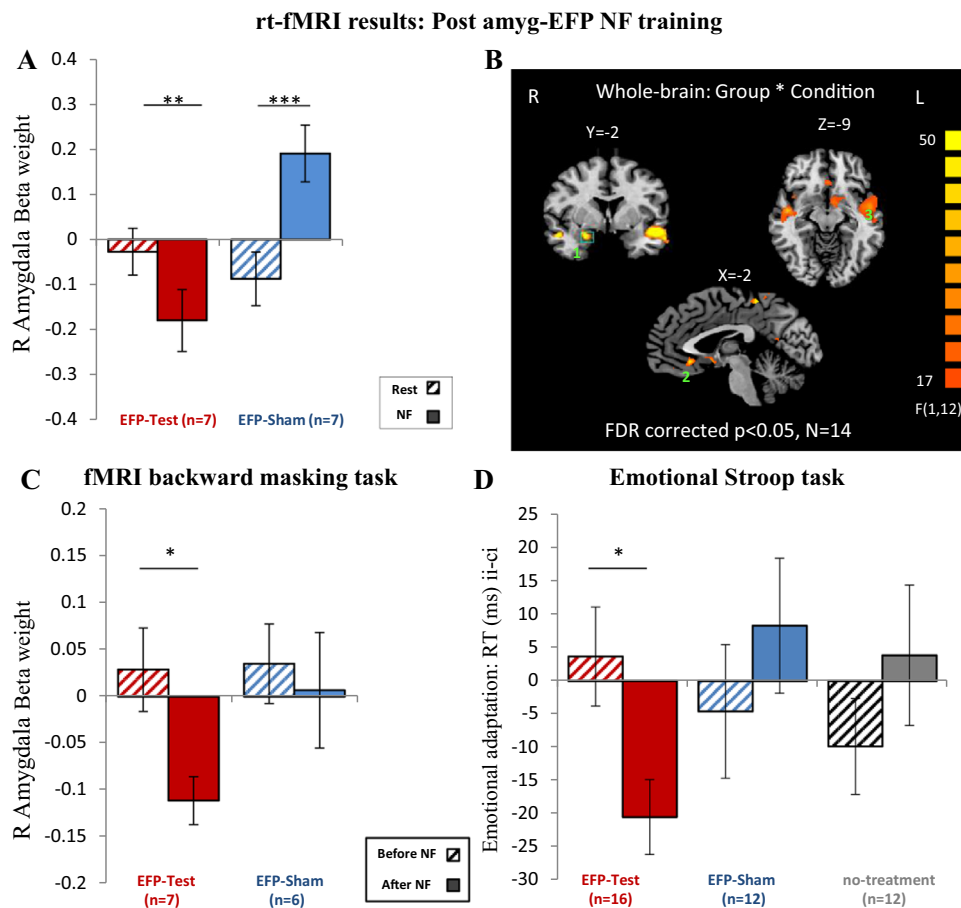 rt-fMRI results: Post amyg-EFP NF training
A
R Amygdala Beta weight
0.4
0.3
0.2
0.1
0
-0.1
-0.2
-0.3
-0.4
**
***
Rest
NF
EFP-Test (n=7)
EFP-Sham (n=7)
B
Whole-brain: Group * Condition
R
L
Y=-2
Z=-9
X=-2
1
2
3
50
17
F(1,12)
FDR corrected p<0.05, N=14
C
fMRI backward masking task
R Amygdala Beta weight
0.2
0.15
0.1
0.05
0
-0.05
-0.1
-0.15
-0.2
*
Before NF
After NF
EFP-Test
(n=7)
EFP-Sham
(n=6)
D
Emotional Stroop task
Emotional adaptation: RT (ms) ii-ci
25
20
15
10
5
0
-5
-10
-15
-20
-25
-30
*
EFP-Test
(n=16)
EFP-Sham
(n=12)
no-treatment
(n=12)